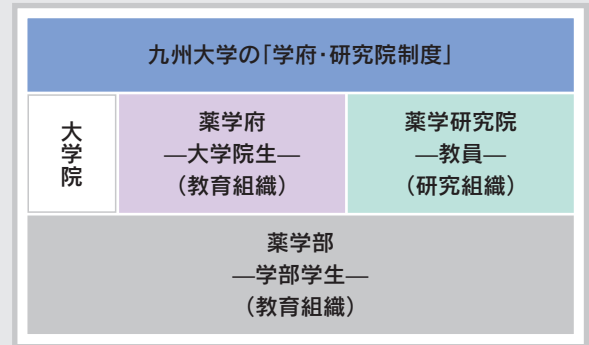 九州大学の｢学府･研究院制度｣
大学院
薬学府
―大学院生―
（教育組織）
薬学研究院
―教員―
（研究組織）
薬学部
―学部学生―
（教育組織）